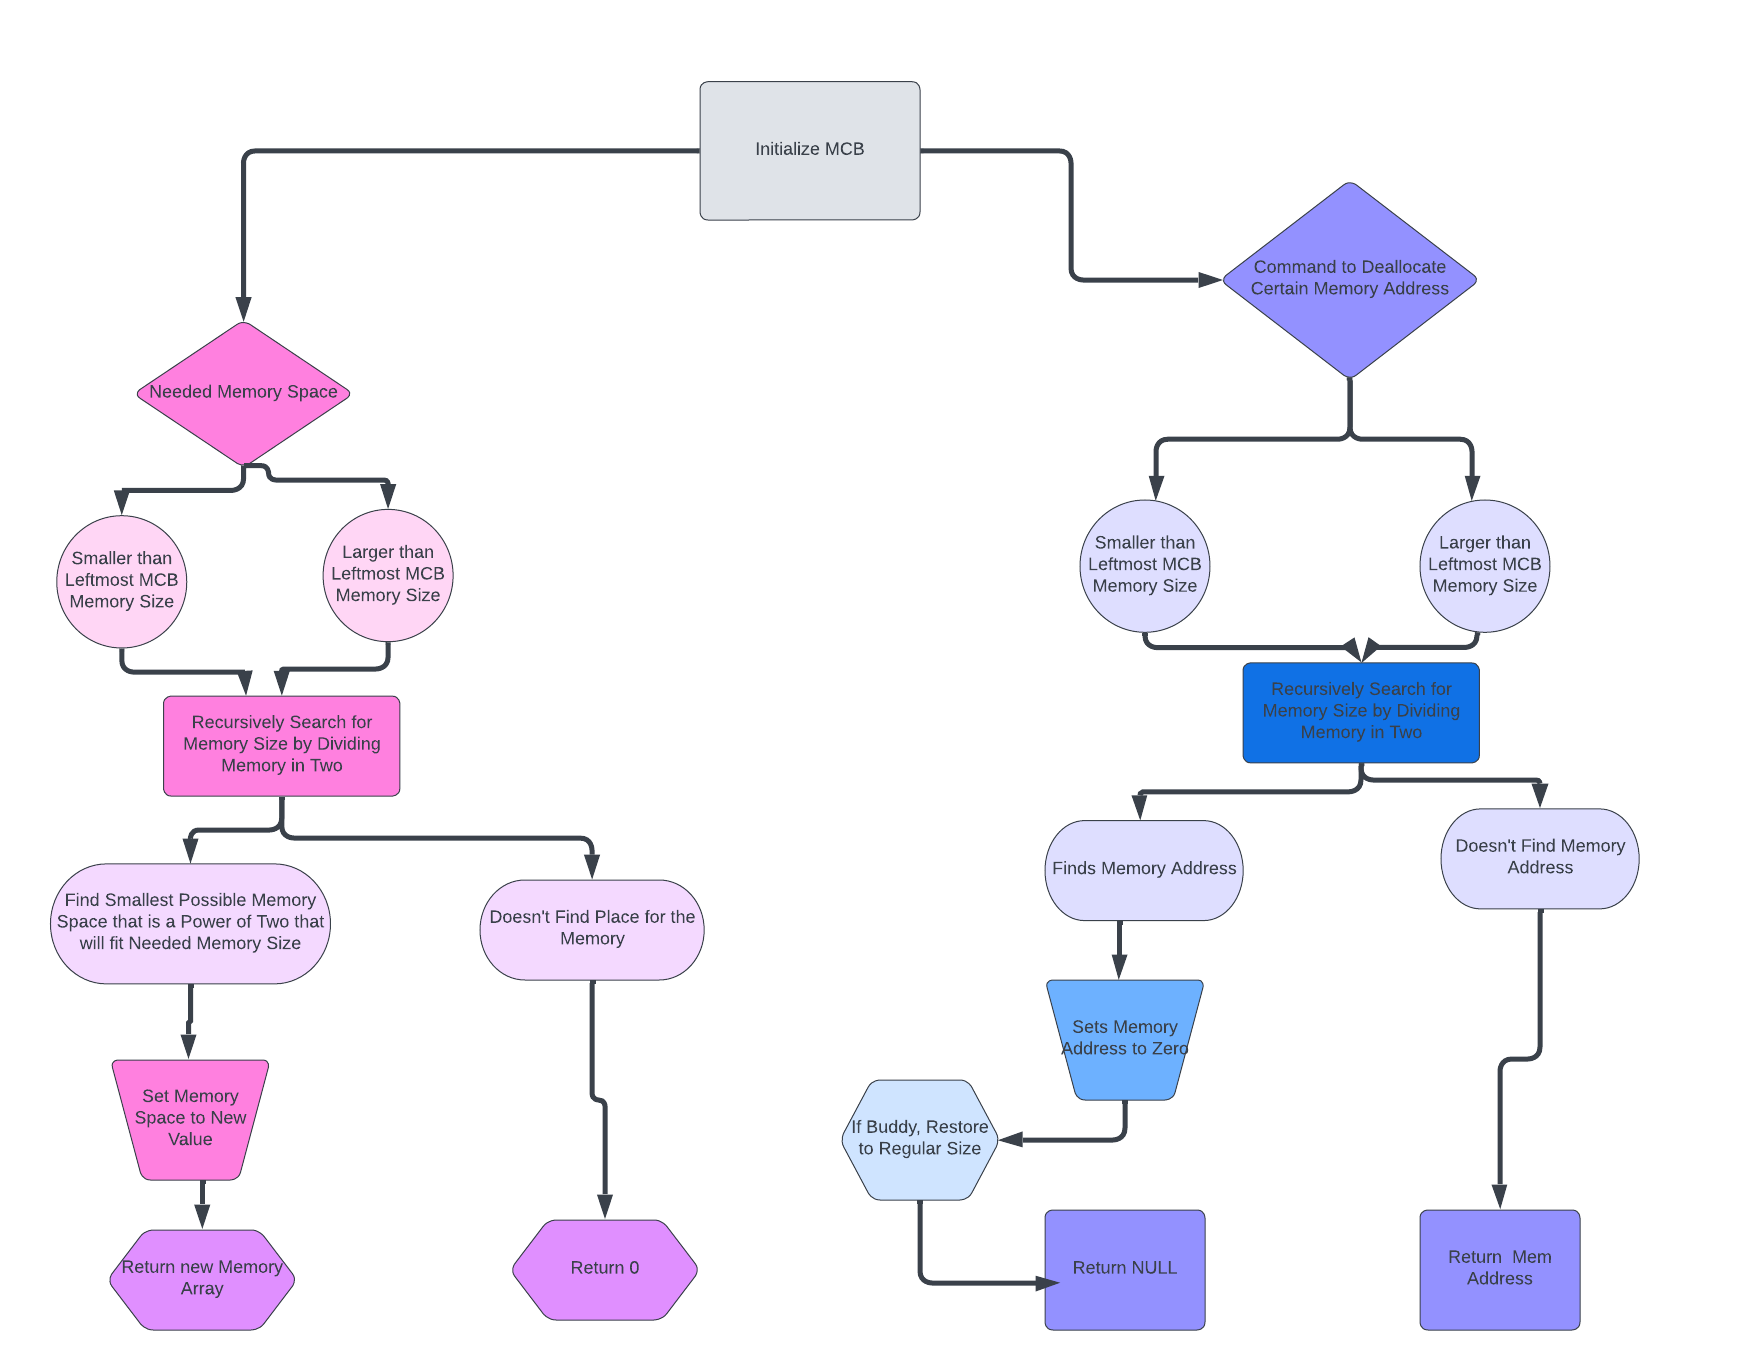 Initialize MCB
Command to Deallocate
Certain Memory Address
Needed Memory Space
Smaller than
Leftmost MCB
Memory Size
Larger than
Leftmost MCB
Memory Size
Smaller than
Leftmost MCB
Memory Size
Larger than
Leftmost MCB
Memory Size
Recursively Search for
Memory Size by Dividing
Memory in Two
Recursively Search for
Memory Size by Dividing
Memory in Two
Find Smallest Possible Memory
Space that is a Power of Two that
will fit Needed Memory Size
Doesn't Find Place for the
Memory
Finds Memory Address
Doesn't Find Memory
Address
Set Memory
Space to New
Value
Sets Memory
Address to Zero
If Buddy, Restore
to Regular Size
Return new Memory
Array
Return 0
Return NULL
Return  Mem
Address